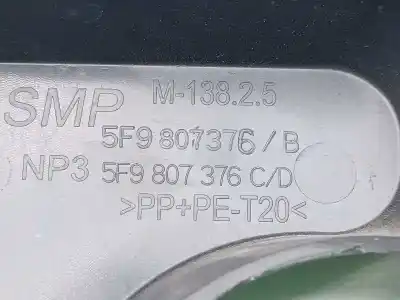 SMP M-138.2.5
5F9 807376 / B
NP3 5F9 807 376 C/D
>PP+PE-T20<